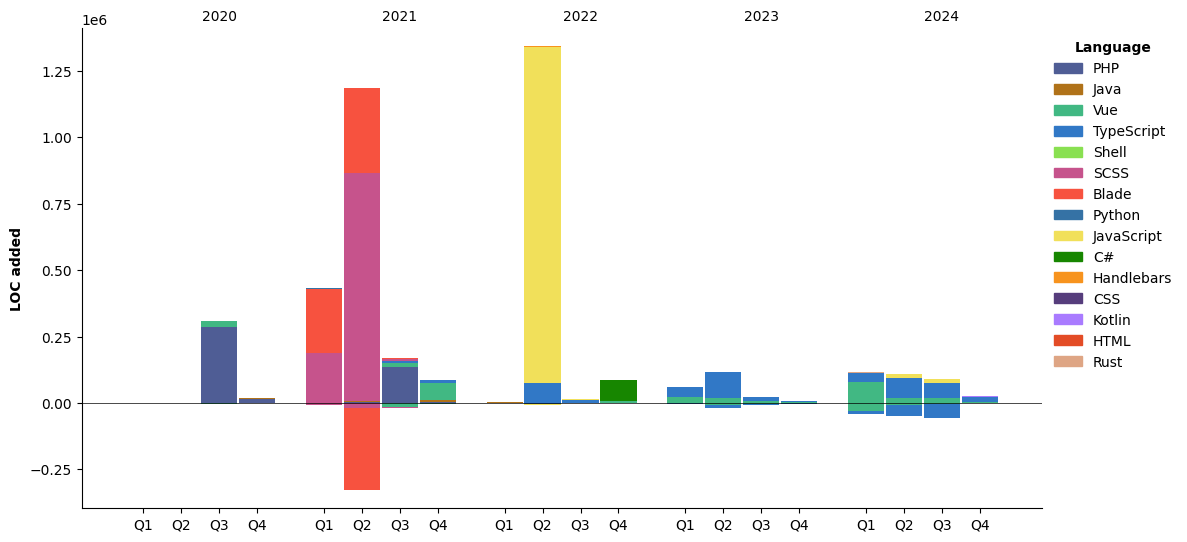 2020 2021 2022 2023 2024
1e6
1.25
1.00
0.75
0.50
0.25
0.00
−0.25
LOC added
Q1 Q2 Q3 Q4 Q1 Q2 Q3 Q4 Q1 Q2 Q3 Q4 Q1 Q2 Q3 Q4 Q1 Q2 Q3 Q4
Language
PHP
Java
Vue
TypeScript
Shell
SCSS
Blade
Python
JavaScript
C#
Handlebars
CSS
Kotlin
HTML
Rust